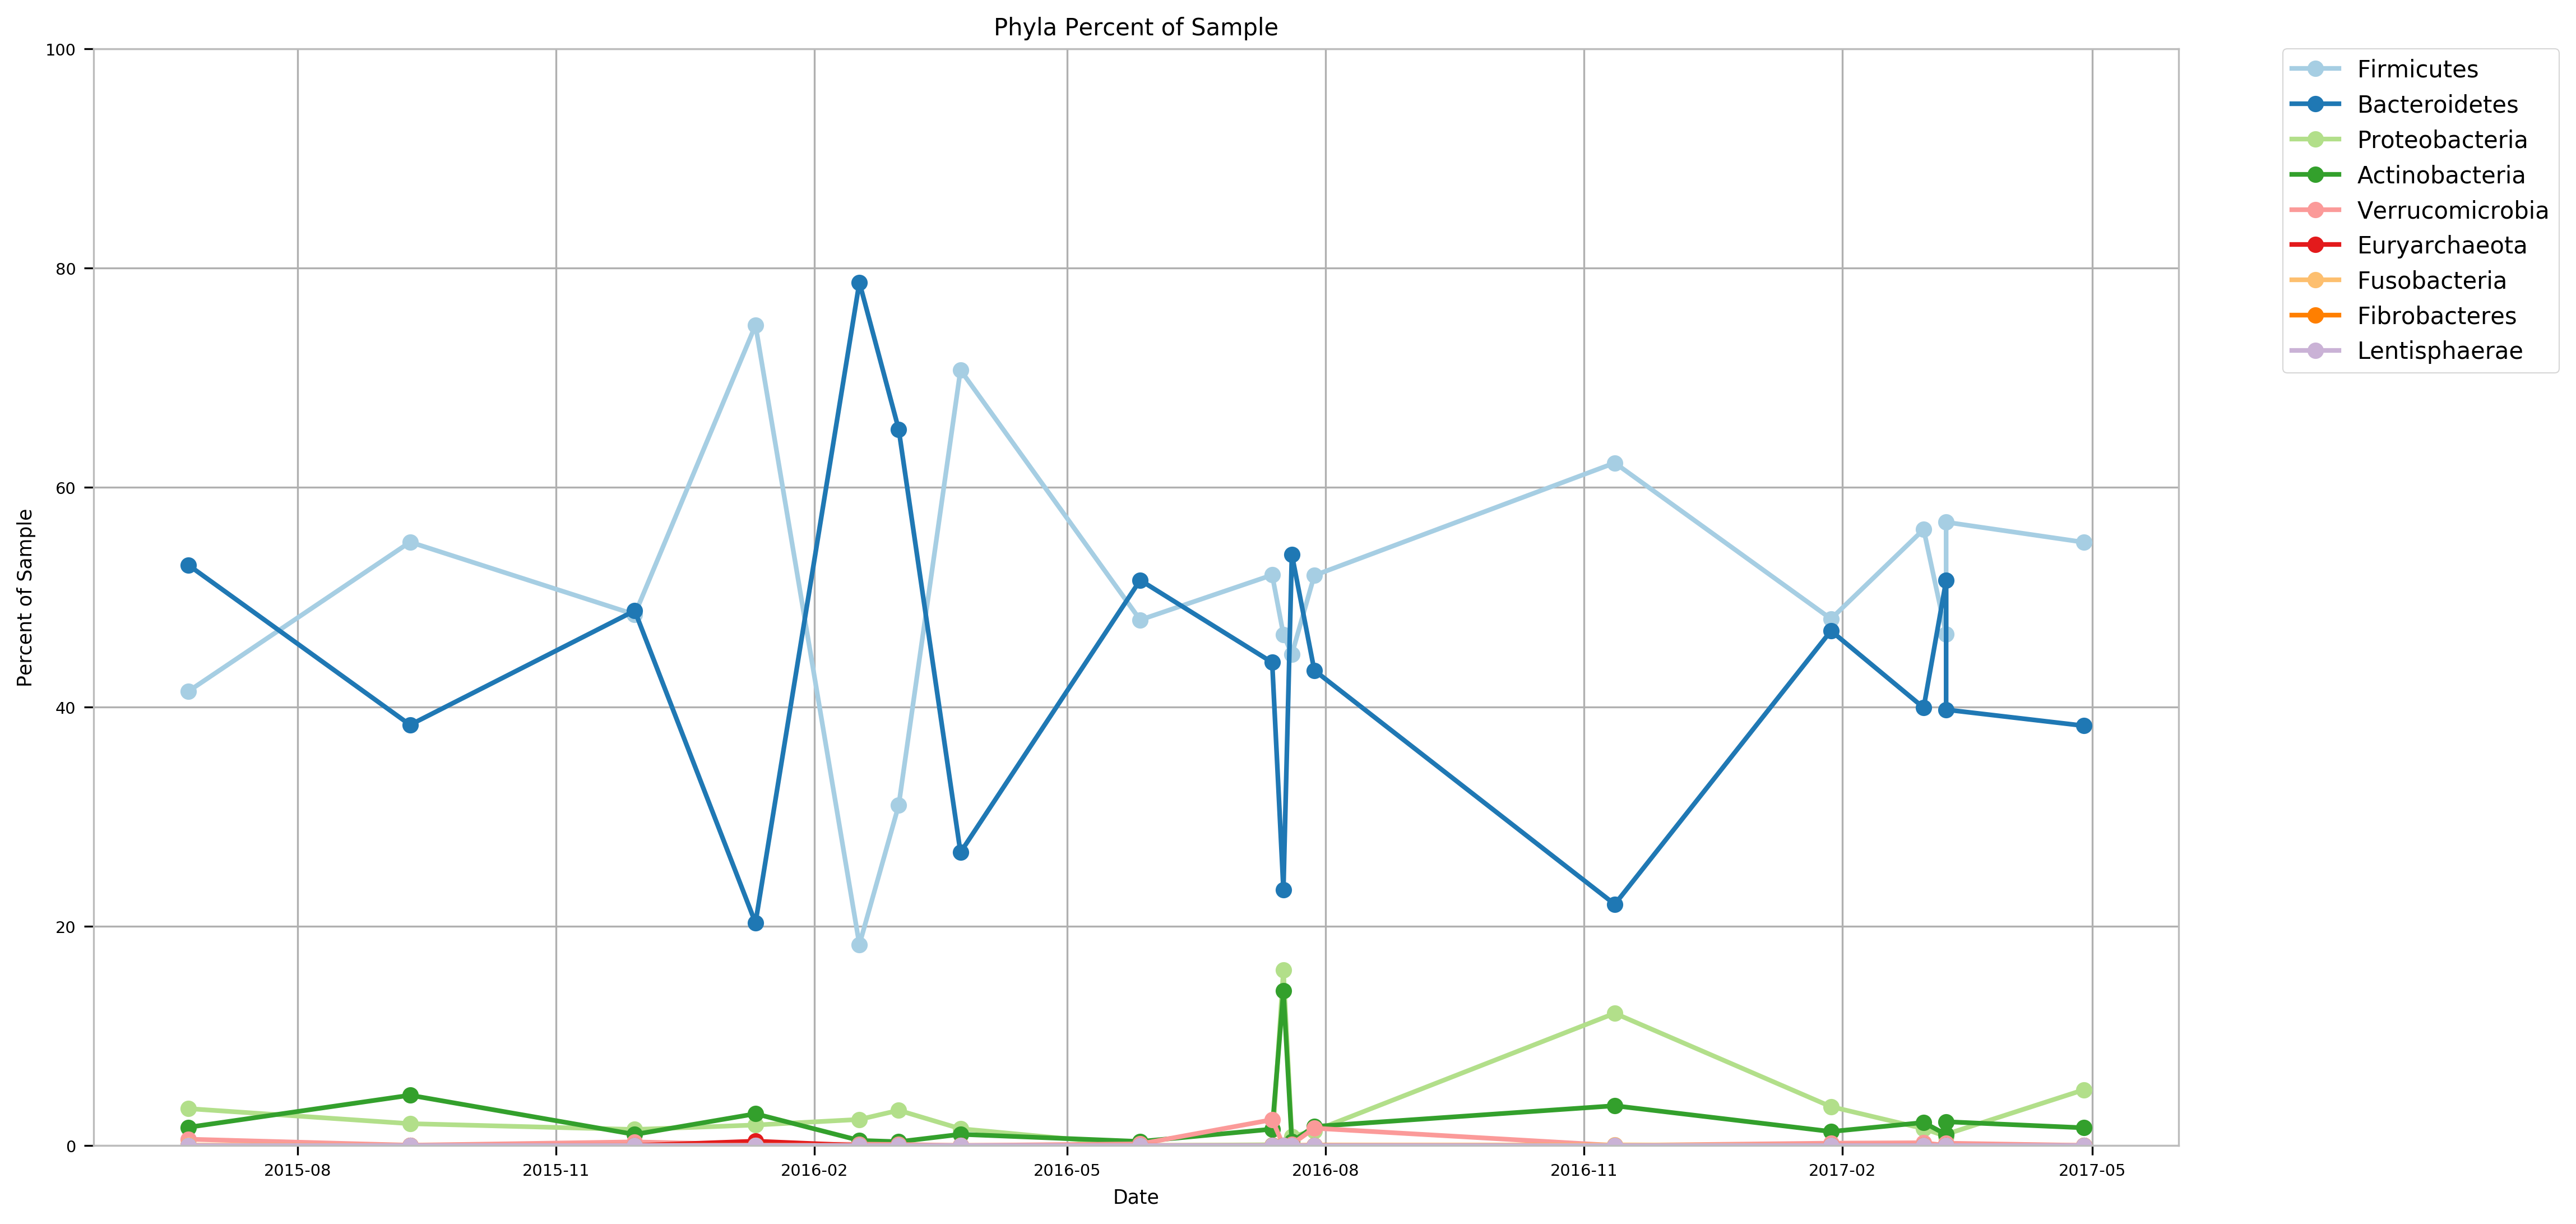 Phyla Percent of Sample
100
80
60
40
20
0
Percent of Sample
2015-08
2015-11
2016-02
2016-05
2016-08
2016-11
2017-02
2017-05
Date
Firmicutes
Bacteroidetes
Proteobacteria
Actinobacteria
Verrucomicrobia
Euryarchaeota
Fusobacteria
Fibrobacteres
Lentisphaerae